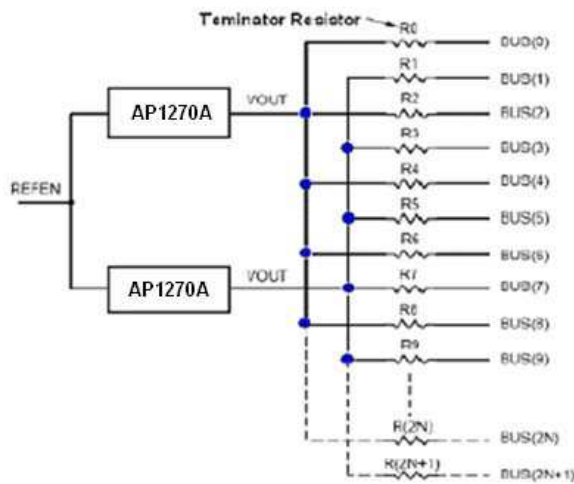 Teminator Resistor
R0
BUS(0)
R1
BUS(1)
AP1270A
VOUT
R2
BUS(2)
R3
BUS(3)
R4
BUS(4)
REFEN
R5
BUS(5)
R6
BUS(6)
AP1270A
VOUT
R7
BUS(7)
R8
BUS(8)
R9
BUS(9)
R(2N)
BUS(2N)
R(2N+1)
BUS(2N+1)